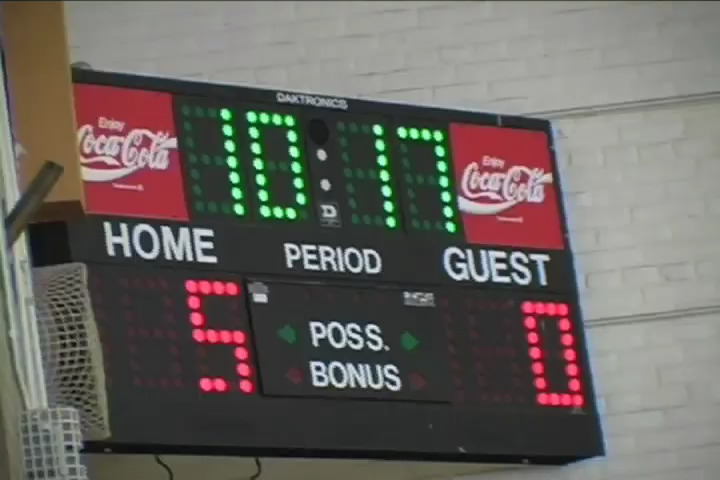 DAKTRONICS
Enjoy
Coca-Cola
10:17
Enjoy
Coca-Cola
D
HOME
PERIOD
GUEST
5
POSS.
0
BONUS